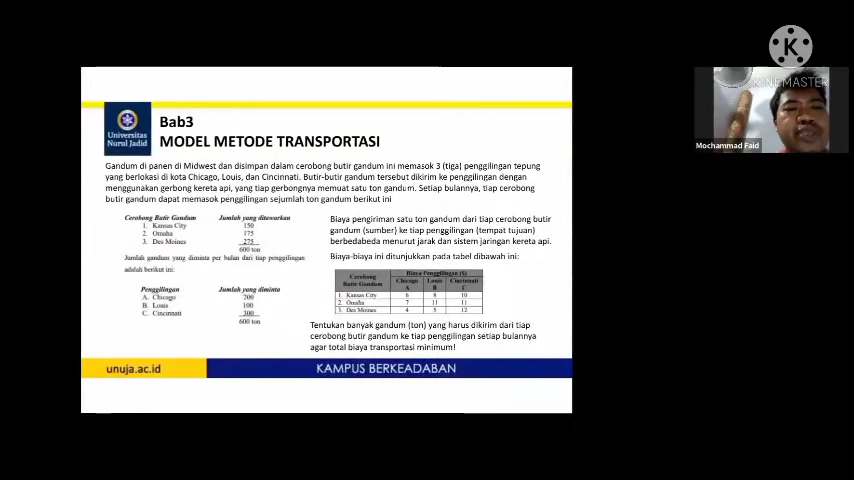 K
KINEMASTER
Mochammad Faid
Universitas
Nurul Jadid
Bab3
MODEL METODE TRANSPORTASI
Gandum di panen di Midwest dan disimpan dalam cerobong butir gandum ini memasok 3 (tiga) penggilingan tepung
yang berlokasi di kota Chicago, Louis, dan Cincinnati. Butir-butir gandum tersebut dikirim ke penggilingan dengan
menggunakan gerbong kereta api, yang tiap gerbongnya memuat satu ton gandum. Setiap bulannya, tiap cerobong
butir gandum dapat memasok penggilingan sejumlah ton gandum berikut ini
Cerobong Butir Gandum Jumlah yang ditawarkan
1. Kansas City 150
2. Omaha 175
3. Des Moines 275
600 ton
Jumlah gandum yang diminta per bulan dari tiap penggilingan
adalah berikut ini:
Penggilingan Jumlah yang diminta
A. Chicago 200
B. Louis 100
C. Cincinnati 300
600 ton
Biaya pengiriman satu ton gandum dari tiap cerobong butir
gandum (sumber) ke tiap penggilingan (tempat tujuan)
berbedabeda menurut jarak dan sistem jaringan kereta api.
Biaya-biaya ini ditunjukkan pada tabel dibawah ini:
Cerobong Butir Gandum Biaya Penggilingan ($)
Chicago Louis Cincinnati
A B C
1. Kansas City 6 8 10
2. Omaha 7 11 11
3. Des Moines 4 5 12
Tentukan banyak gandum (ton) yang harus dikirim dari tiap
cerobong butir gandum ke tiap penggilingan setiap bulannya
agar total biaya transportasi minimum!
unuja.ac.id
KAMPUS BERKEADABAN